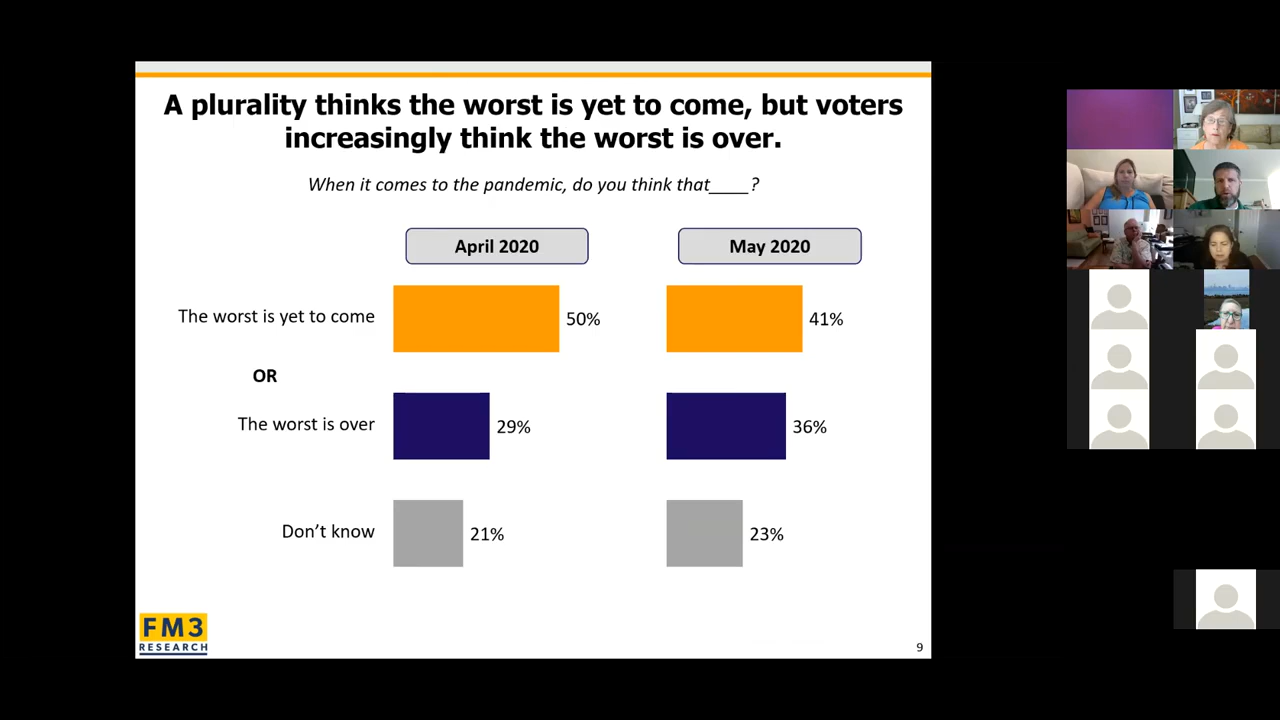 A plurality thinks the worst is yet to come, but voters
increasingly think the worst is over.
When it comes to the pandemic, do you think that____?
April 2020
May 2020
The worst is yet to come
50%
41%
OR
The worst is over
29%
36%
Don’t know
21%
23%
FM3
RESEARCH
9